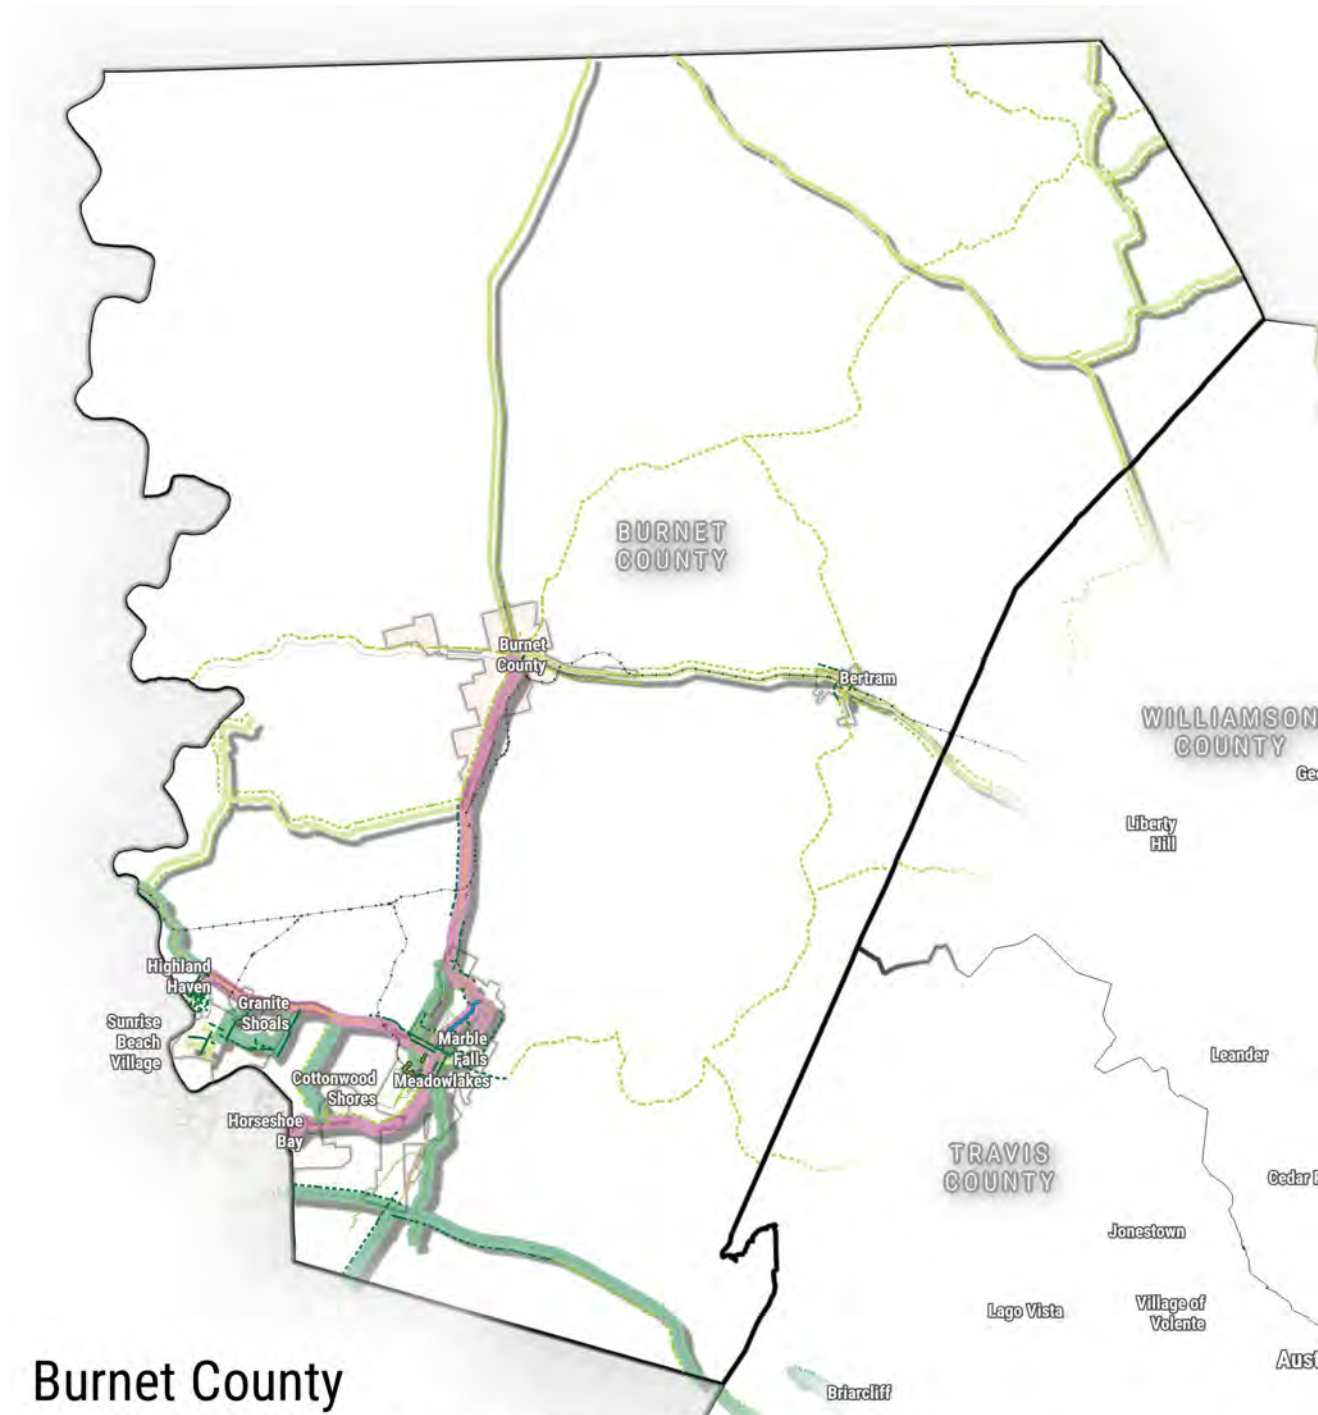 BURNET
COUNTY
Burnet
County
Bertram
WILLIAMSON
COUNTY
Liberty
Hill
Highland
Haven
Granite
Shoals
Sunrise
Beach
Village
Marble
Falls
Cottonwood
Shores
Meadowlakes
Horseshoe
Bay
Leander
TRAVIS
COUNTY
Jonestown
Lago Vista
Village of
Volente
Briarcliff
Burnet County